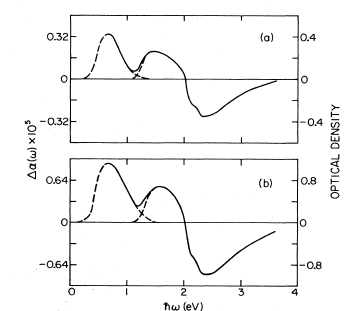 (a)
0.32
0
-0.32
0.4
0
-0.4
(b)
0.64
0
-0.64
0.8
0
-0.8
Δα(ω)×10⁵
OPTICAL DENSITY
0 1 2 3 4
ħω(eV)